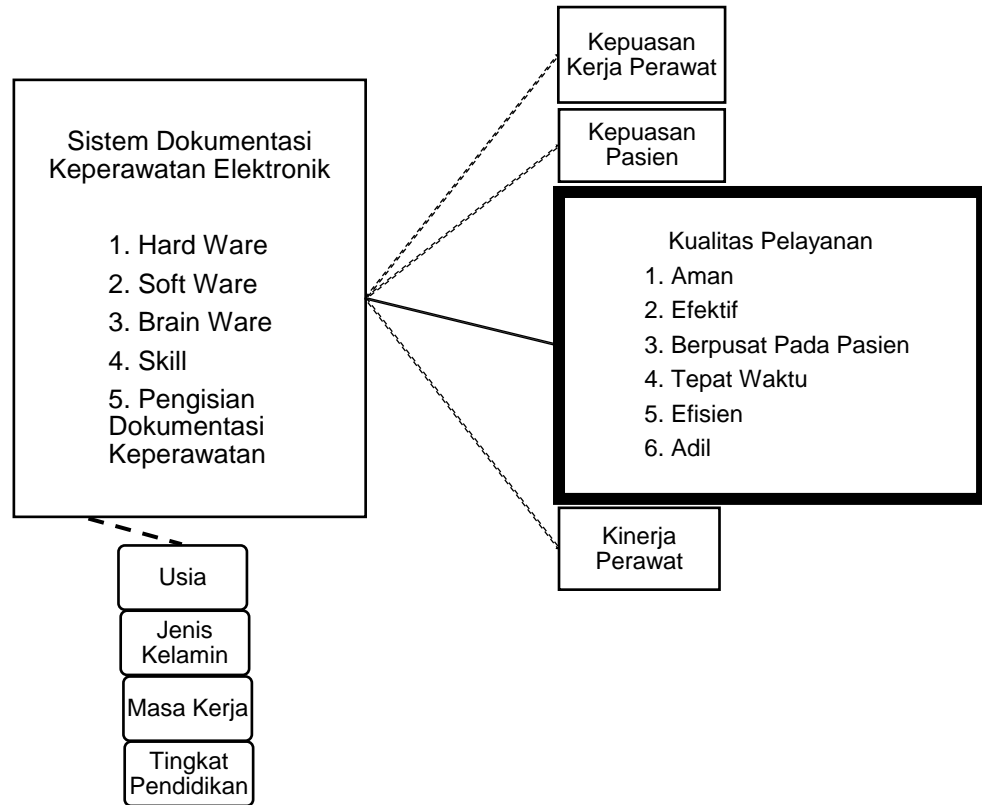 Sistem Dokumentasi
Keperawatan Elektronik
1. Hard Ware
2. Soft Ware
3. Brain Ware
4. Skill
5. Pengisian
Dokumentasi
Keperawatan
Usia
Jenis
Kelamin
Masa Kerja
Tingkat
Pendidikan
Kepuasan
Kerja Perawat
Kepuasan
Pasien
Kualitas Pelayanan
1. Aman
2. Efektif
3. Berpusat Pada Pasien
4. Tepat Waktu
5. Efisien
6. Adil
Kinerja
Perawat